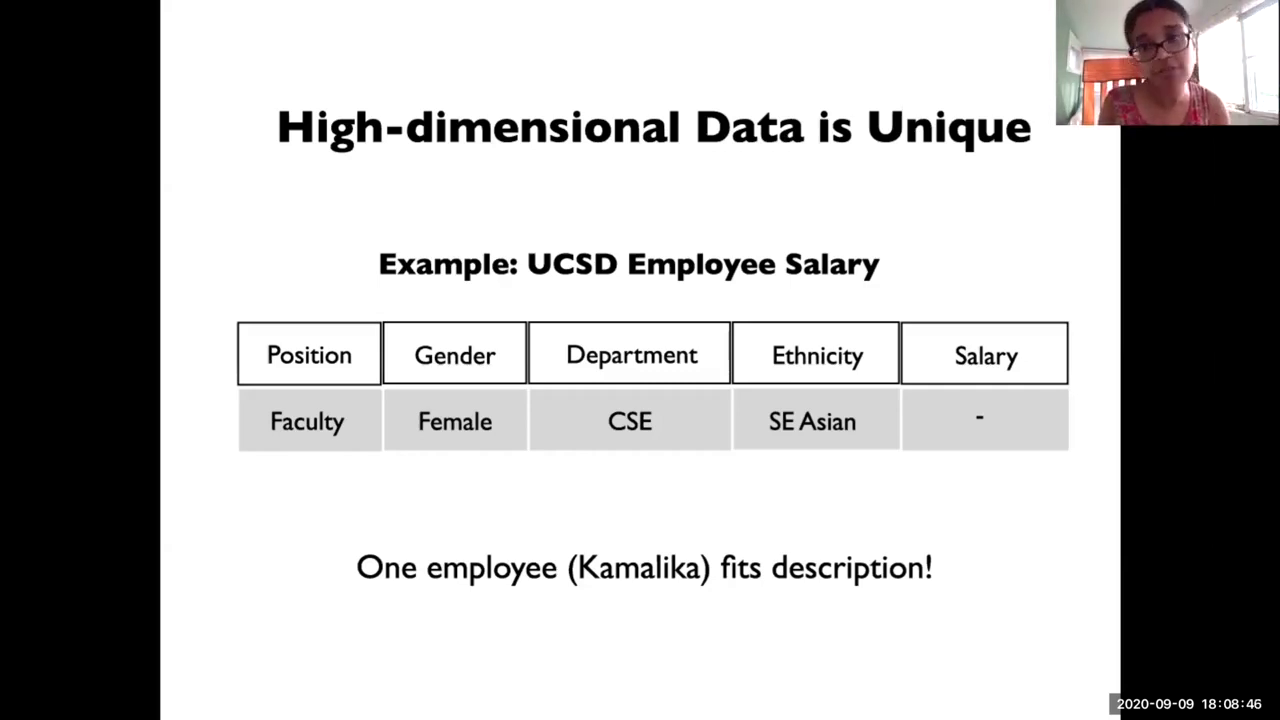 High-dimensional Data is Unique
Example: UCSD Employee Salary
Position Gender Department Ethnicity Salary
Faculty Female CSE SE Asian -
One employee (Kamalika) fits description!
2020-09-09 18:08:46